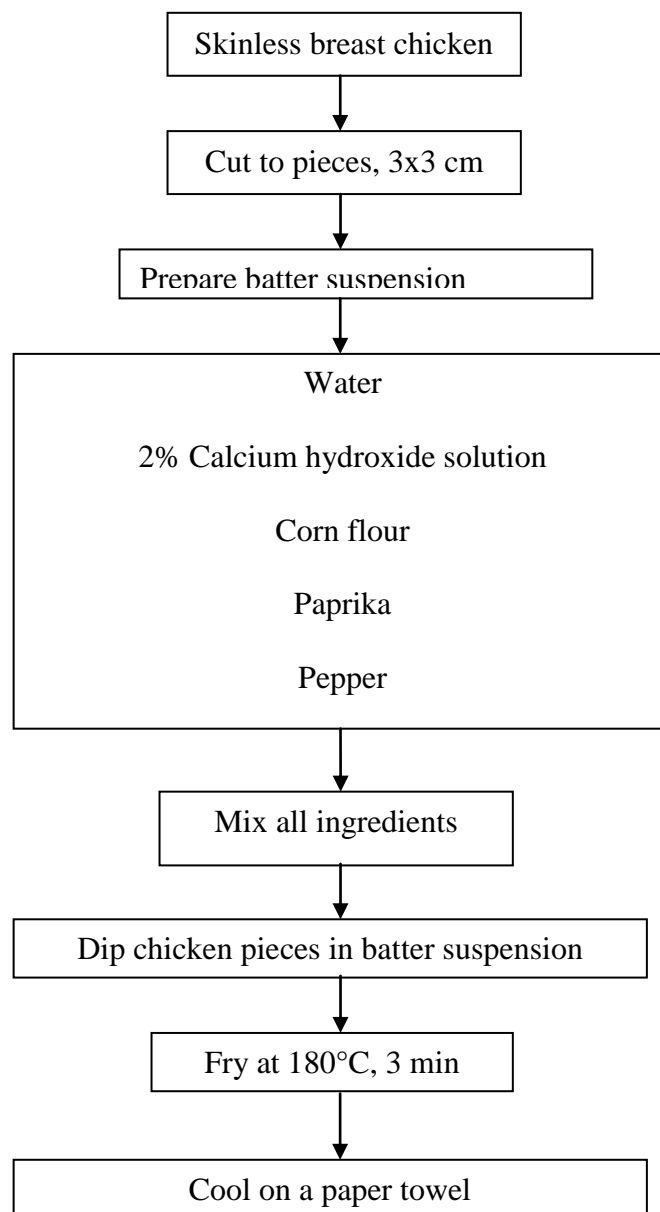 Skinless breast chicken
Cut to pieces, 3x3 cm
Prepare batter suspension
Water
2% Calcium hydroxide solution
Corn flour
Paprika
Pepper
Mix all ingredients
Dip chicken pieces in batter suspension
Fry at 180°C, 3 min
Cool on a paper towel